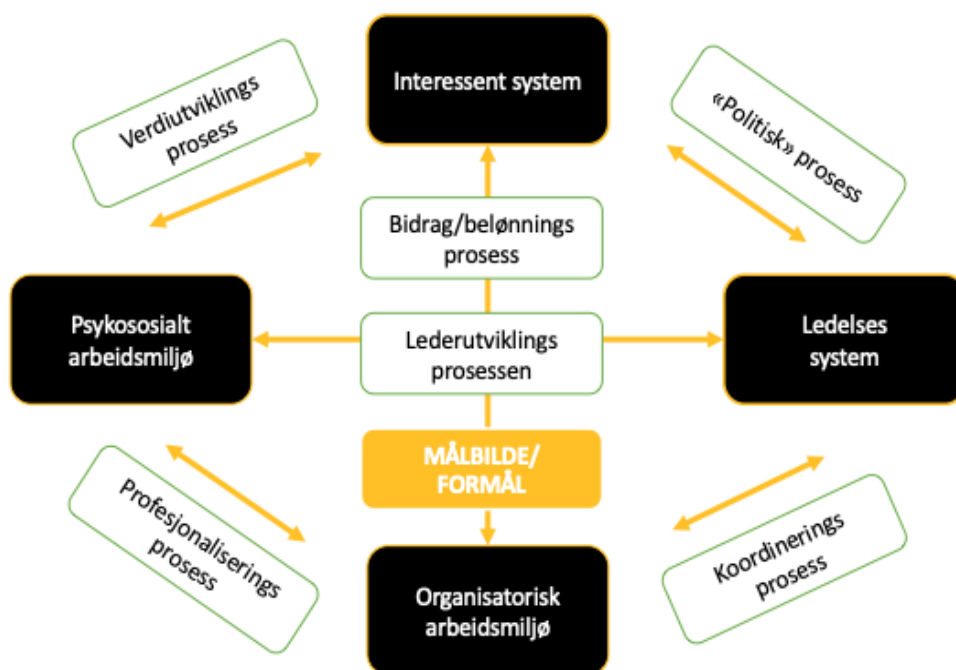 Interessent system
Verdiutviklings
prosess
«Politisk» prosess
Bidrag/belønnings
prosess
Psykososialt
arbeidsmiljø
Lederutviklings
prosessen
Ledelses
system
MÅLBILDE/
FORMÅL
Profesjonaliserings
prosess
Koordinerings
prosess
Organisatorisk
arbeidsmiljø